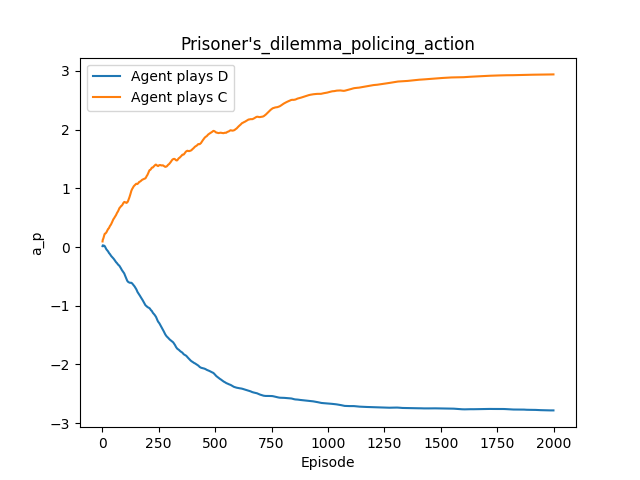 Prisoner's_dilemma_policing_action
Agent plays D
Agent plays C
3
2
1
0
−1
−2
−3
a_p
0 250 500 750 1000 1250 1500 1750 2000
Episode